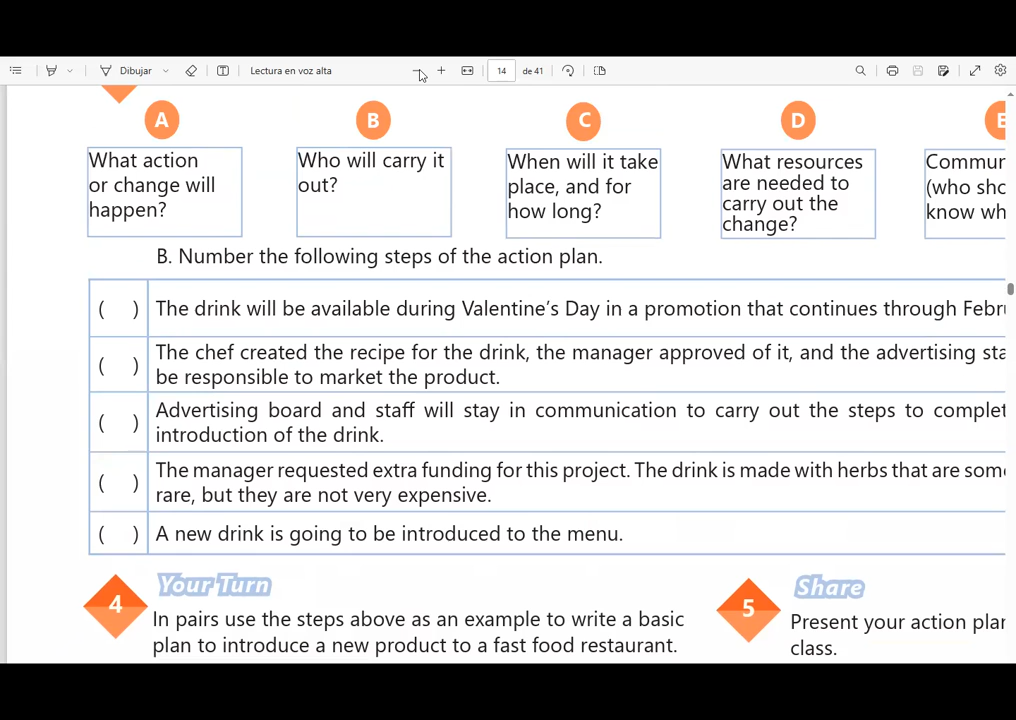 Dibujar
Lectura en voz alta
14
de 41
A
B
C
D
E
What action
or change will
happen?
Who will carry it
out?
When will it take
place, and for
how long?
What resources
are needed to
carry out the
change?
(who
know
B. Number the following steps of the action plan.
( ) The drink will be available during Valentine's Day in a promotion that continues through
( ) The chef created the recipe for the drink, the manager approved of it, and the advertising
be responsible to market the product.
( ) Advertising board and staff will stay in communication to carry out the steps to
introduction of the drink.
( ) The manager requested extra funding for this project. The drink is made with herbs that are
rare, but they are not very expensive.
( ) A new drink is going to be introduced to the menu.
4
Your Turn
In pairs use the steps above as an example to write a basic
plan to introduce a new product to a fast food restaurant.
5
Share
Present your action
class.